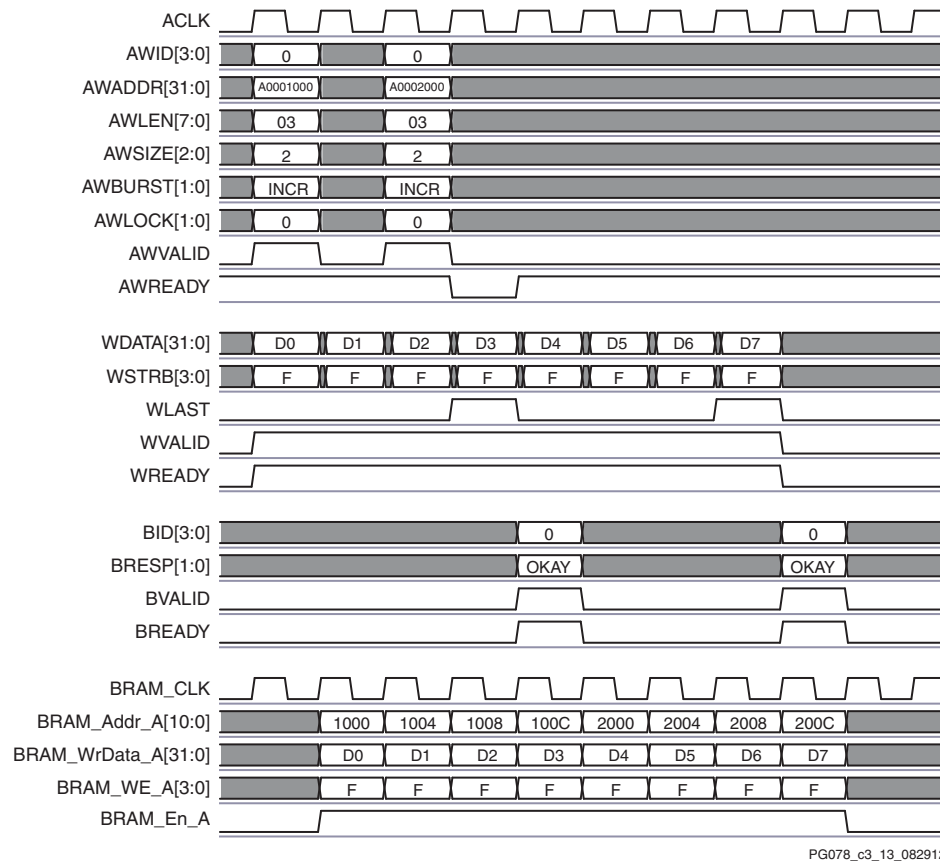 ACLK
AWID[3:0] 0 0
AWADDR[31:0] A0001000 A0002000
AWLEN[7:0] 03 03
AWSIZE[2:0] 2 2
AWBURST[1:0] INCR INCR
AWLOCK[1:0] 0 0
AWVALID
AWREADY
WDATA[31:0] D0 D1 D2 D3 D4 D5 D6 D7
WSTRB[3:0] F F F F F F F F
WLAST
WVALID
WREADY
BID[3:0] 0 0
BRESP[1:0] OKAY OKAY
BVALID
BREADY
BRAM_CLK
BRAM_Addr_A[10:0] 1000 1004 1008 100C 2000 2004 2008 200C
BRAM_WrData_A[31:0] D0 D1 D2 D3 D4 D5 D6 D7
BRAM_WE_A[3:0] F F F F F F F F
BRAM_En_A
PG078_c3_13_082912